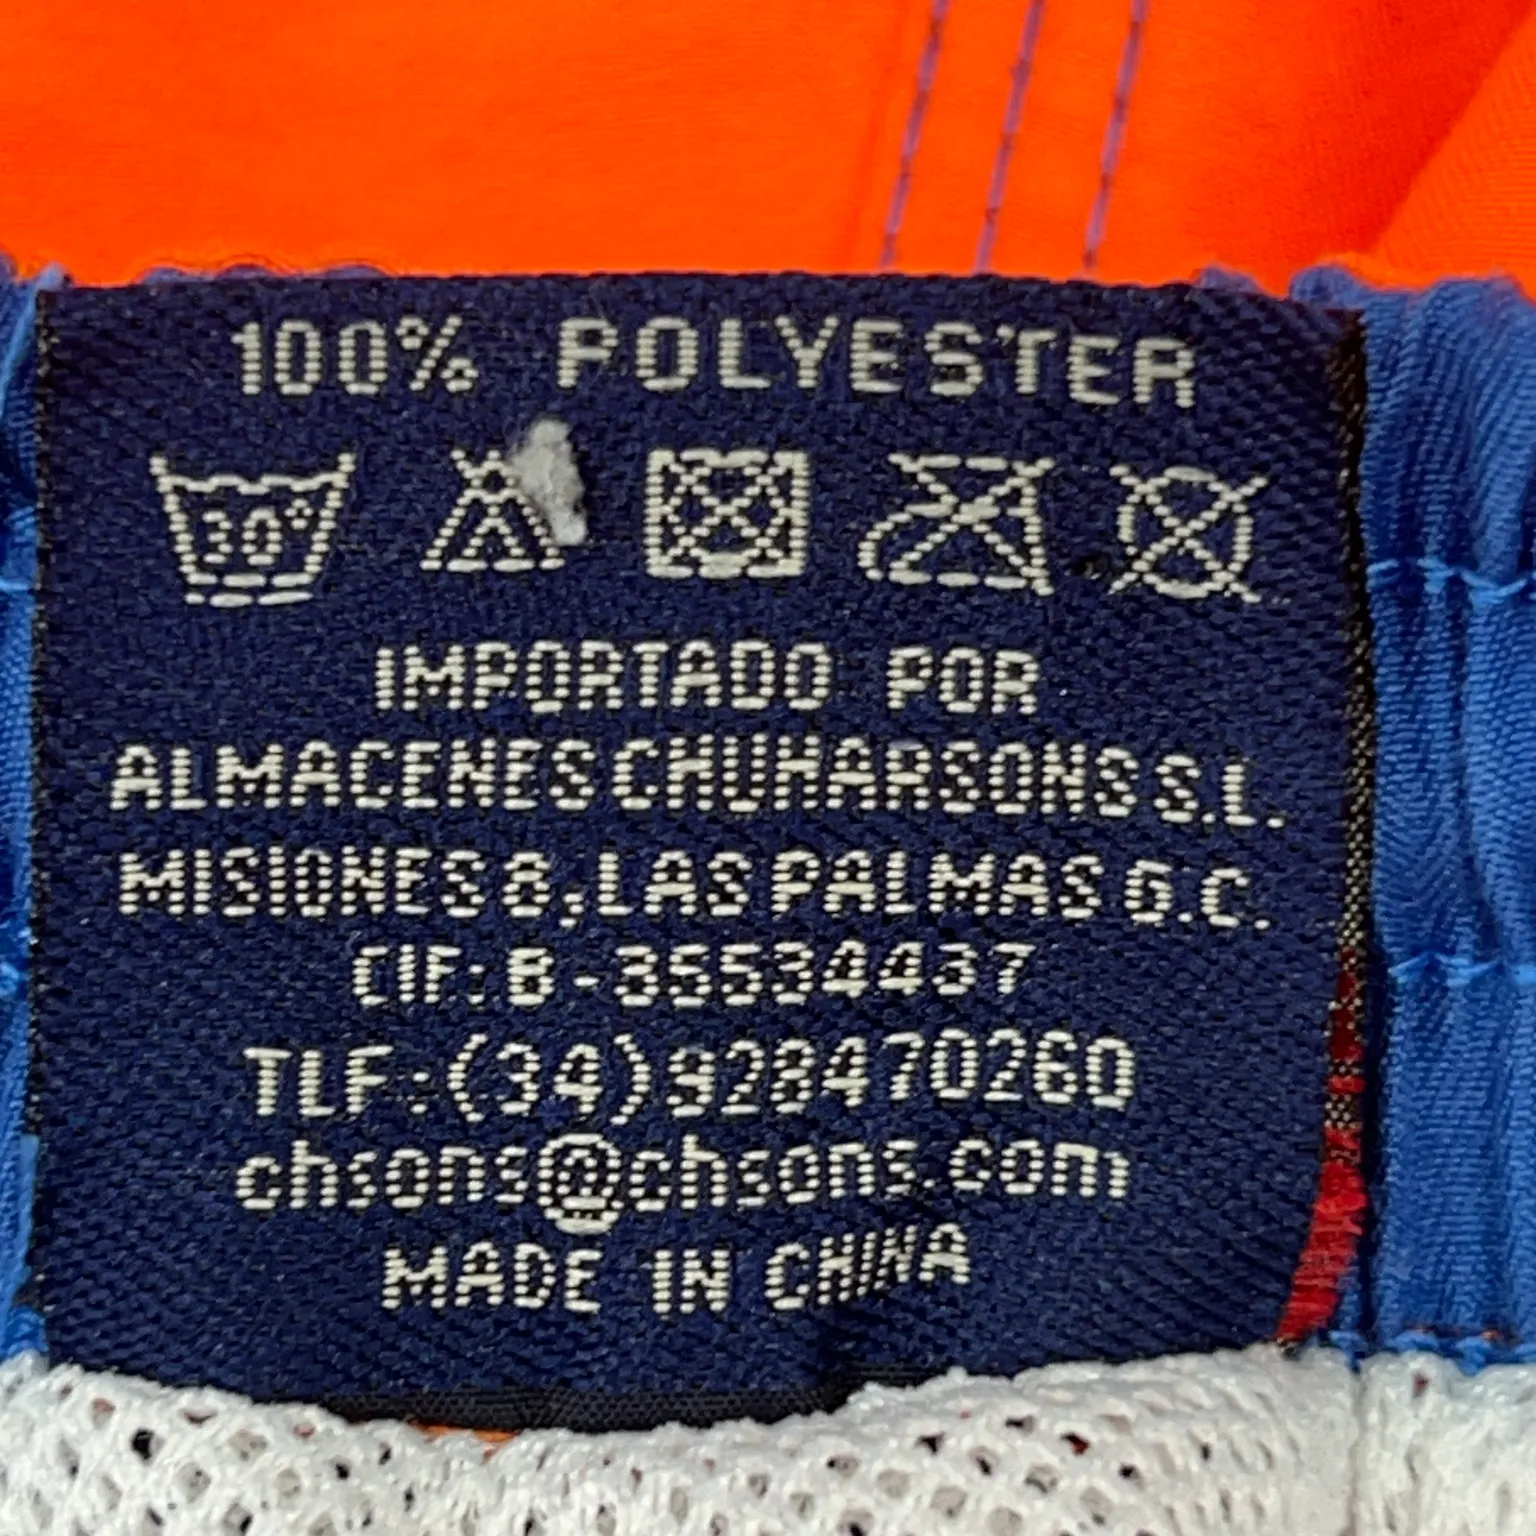 100% POLYESTER
30°
IMPORTADO POR
ALMACENES CHUHARSONS S.L.
MISIONES 8, LAS PALMAS G.C.
CIF: B - 35534437
TLF: (34) 928470260
chsons@chsons.com
MADE IN CHINA